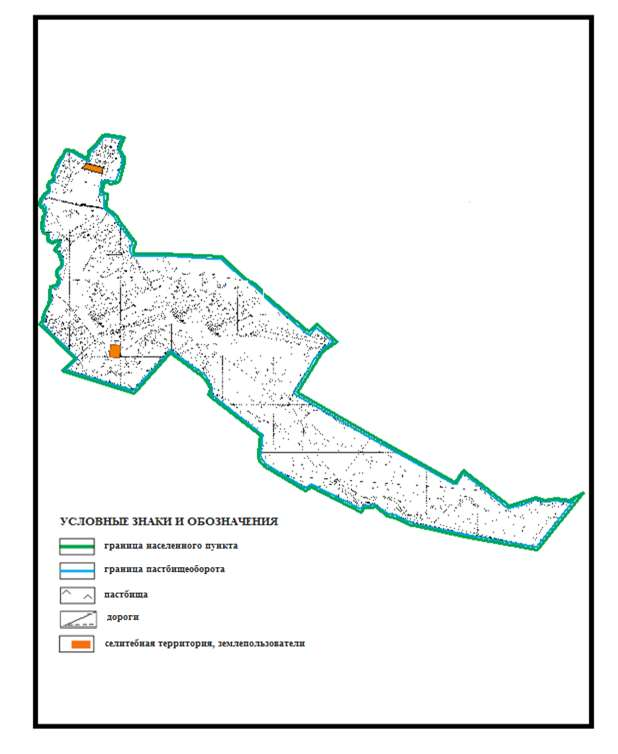 УСЛОВНЫЕ ЗНАКИ И ОБОЗНАЧЕНИЯ
граница населенного пункта
граница пастбищеоборота
пастбища
дороги
селитебная территория, землепользователи